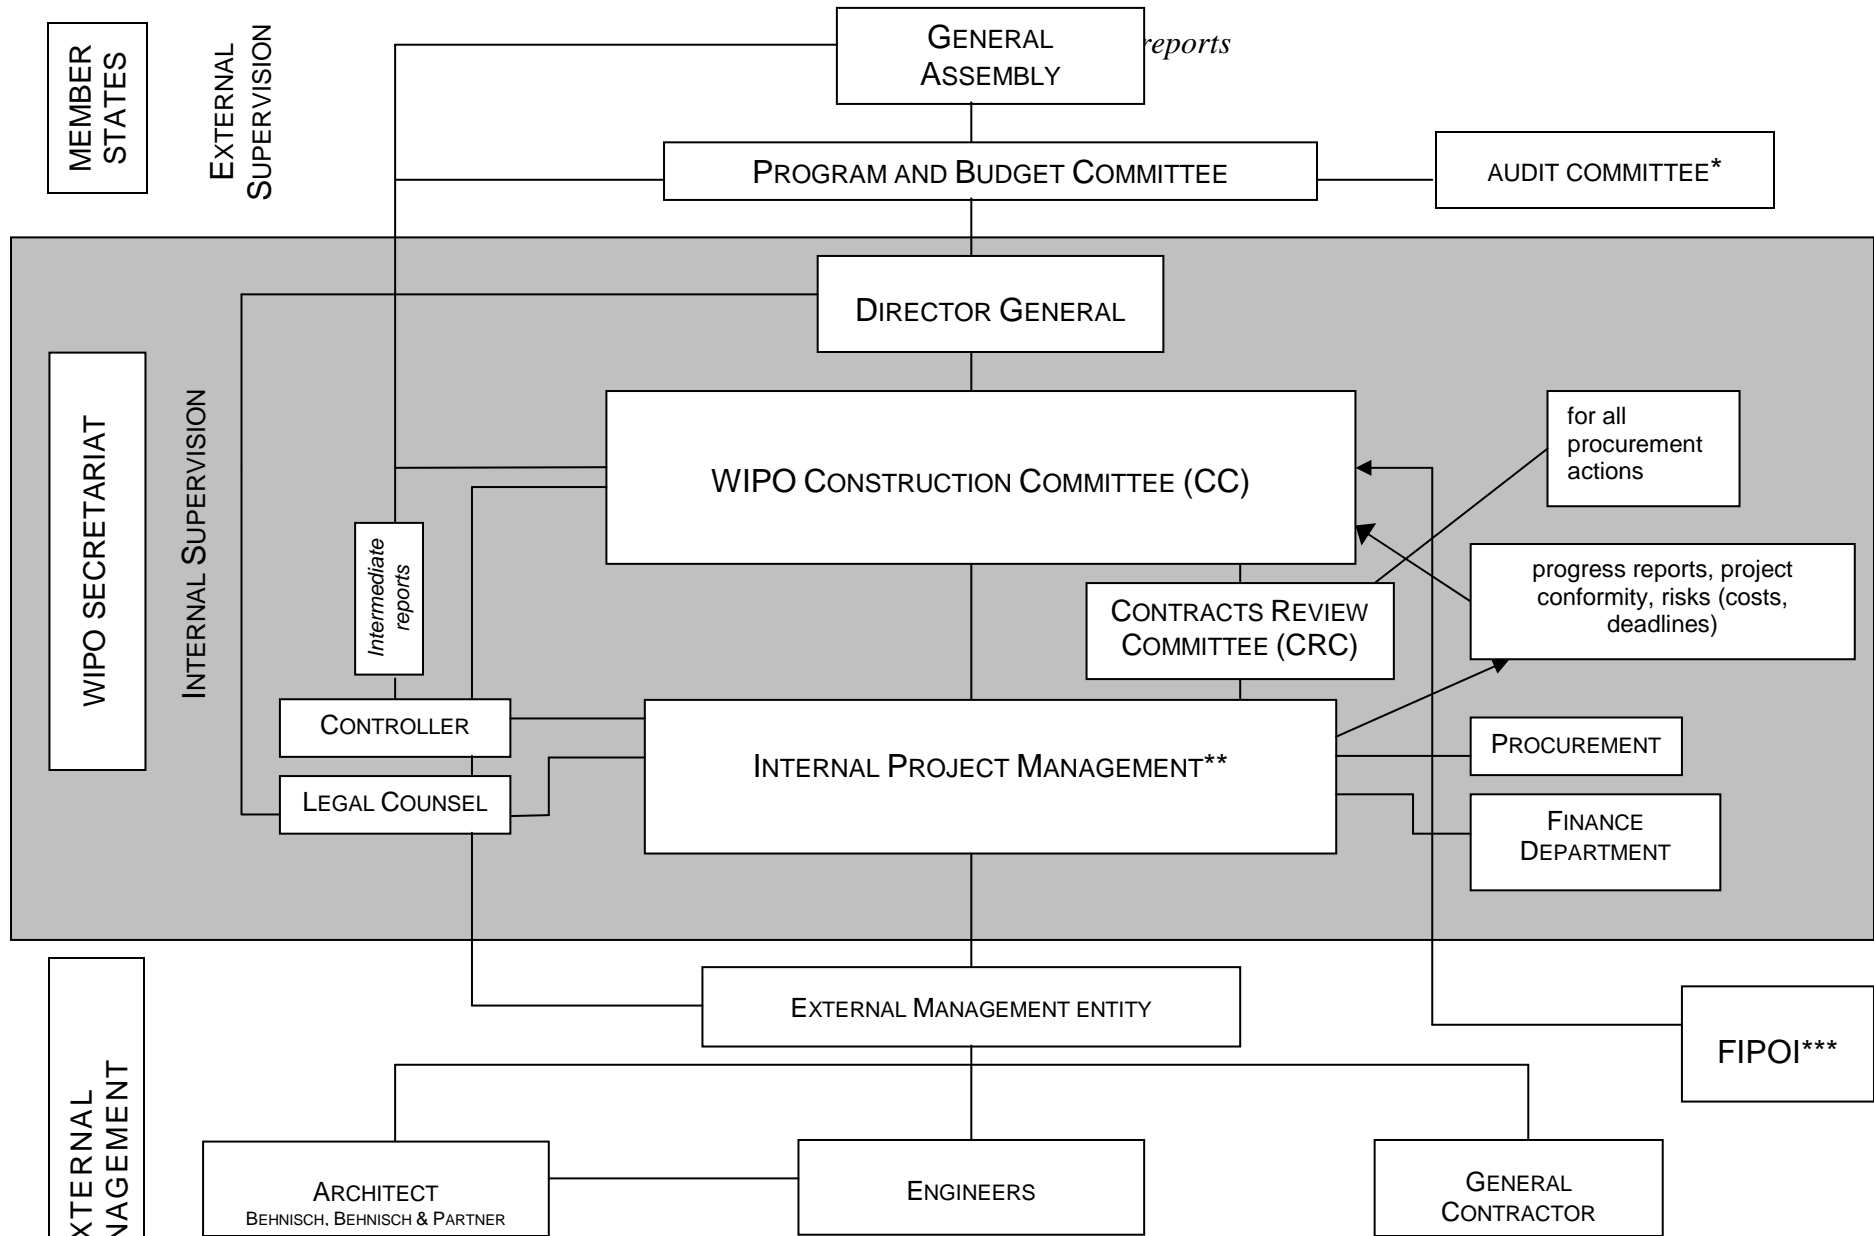 MEMBER
STATES
EXTERNAL
SUPERVISION
GENERAL
ASSEMBLY
reports
PROGRAM AND BUDGET COMMITTEE
AUDIT COMMITTEE*
DIRECTOR GENERAL
WIPO SECRETARIAT
INTERNAL SUPERVISION
WIPO CONSTRUCTION COMMITTEE (CC)
for all
procurement
actions
Intermediate
reports
progress reports, project
conformity, risks (costs,
deadlines)
CONTRACTS REVIEW
COMMITTEE (CRC)
CONTROLLER
INTERNAL PROJECT MANAGEMENT**
PROCUREMENT
LEGAL COUNSEL
FINANCE
DEPARTMENT
EXTERNAL MANAGEMENT ENTITY
FIPOI***
XTERNAL
NAGEMENT
ARCHITECT
BEHNISCH, BEHNISCH & PARTNER
ENGINEERS
GENERAL
CONTRACTOR